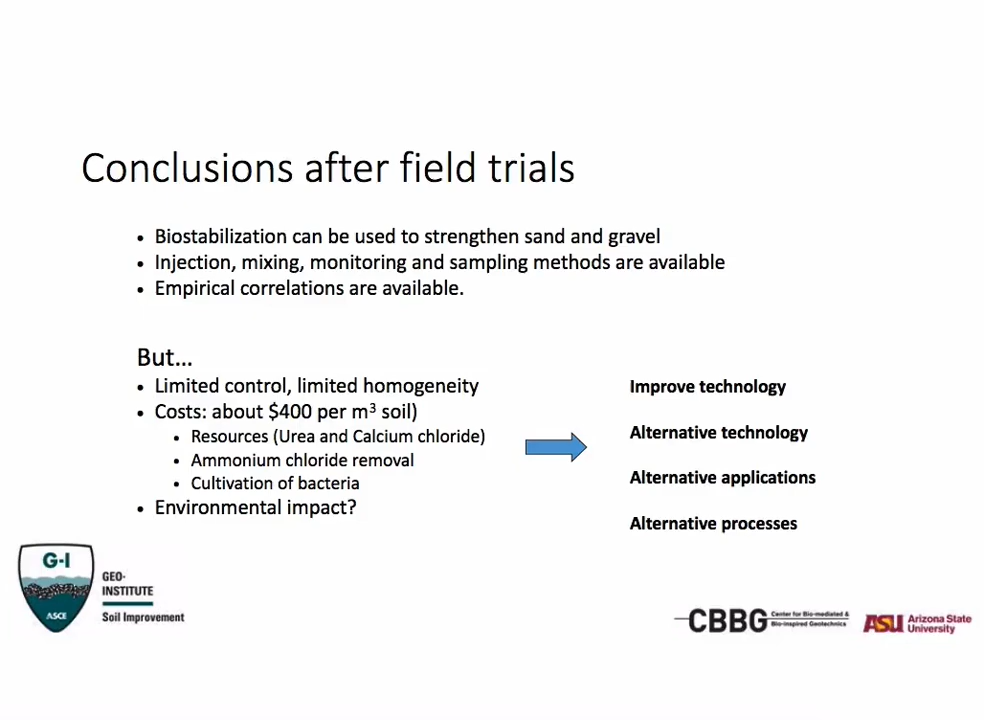 Conclusions after field trials
• Biostabilization can be used to strengthen sand and gravel
• Injection, mixing, monitoring and sampling methods are available
• Empirical correlations are available.
But...
• Limited control, limited homogeneity
• Costs: about $400 per m³ soil)
• Resources (Urea and Calcium chloride)
• Ammonium chloride removal
• Cultivation of bacteria
• Environmental impact?
Improve technology
Alternative technology
Alternative applications
Alternative processes
G-I
ASCE
GEO-
INSTITUTE
Soil Improvement
CBBG
Center for Bio-mediated &
Bio-inspired Geotechnics
ASU
Arizona State
University